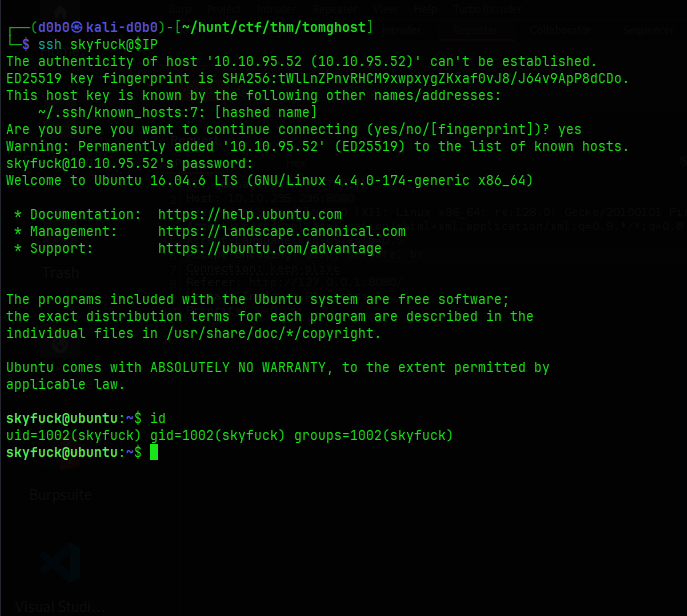 ┌──(d0b0㉿kali-d0b0)-[~/hunt/ctf/thm/tomghost]
└─$ ssh skyfuck@$IP
The authenticity of host '10.10.95.52 (10.10.95.52)' can't be established.
ED25519 key fingerprint is SHA256:tWlLnZPnvRHCM9xwpxygZKxaf0vJ8/J64v9ApP8dCDo.
This host key is known by the following other names/addresses:
    ~/.ssh/known_hosts:7: [hashed name]
Are you sure you want to continue connecting (yes/no/[fingerprint])? yes
Warning: Permanently added '10.10.95.52' (ED25519) to the list of known hosts.
skyfuck@10.10.95.52's password:
Welcome to Ubuntu 16.04.6 LTS (GNU/Linux 4.4.0-174-generic x86_64)
 * Documentation:  https://help.ubuntu.com
 * Management:     https://landscape.canonical.com
 * Support:        https://ubuntu.com/advantage
Trash
The programs included with the Ubuntu system are free software;
the exact distribution terms for each program are described in the
individual files in /usr/share/doc/*/copyright.
Ubuntu comes with ABSOLUTELY NO WARRANTY, to the extent permitted by
applicable law.
skyfuck@ubuntu:~$ id
uid=1002(skyfuck) gid=1002(skyfuck) groups=1002(skyfuck)
skyfuck@ubuntu:~$
Burpsuite
Visual Studi...